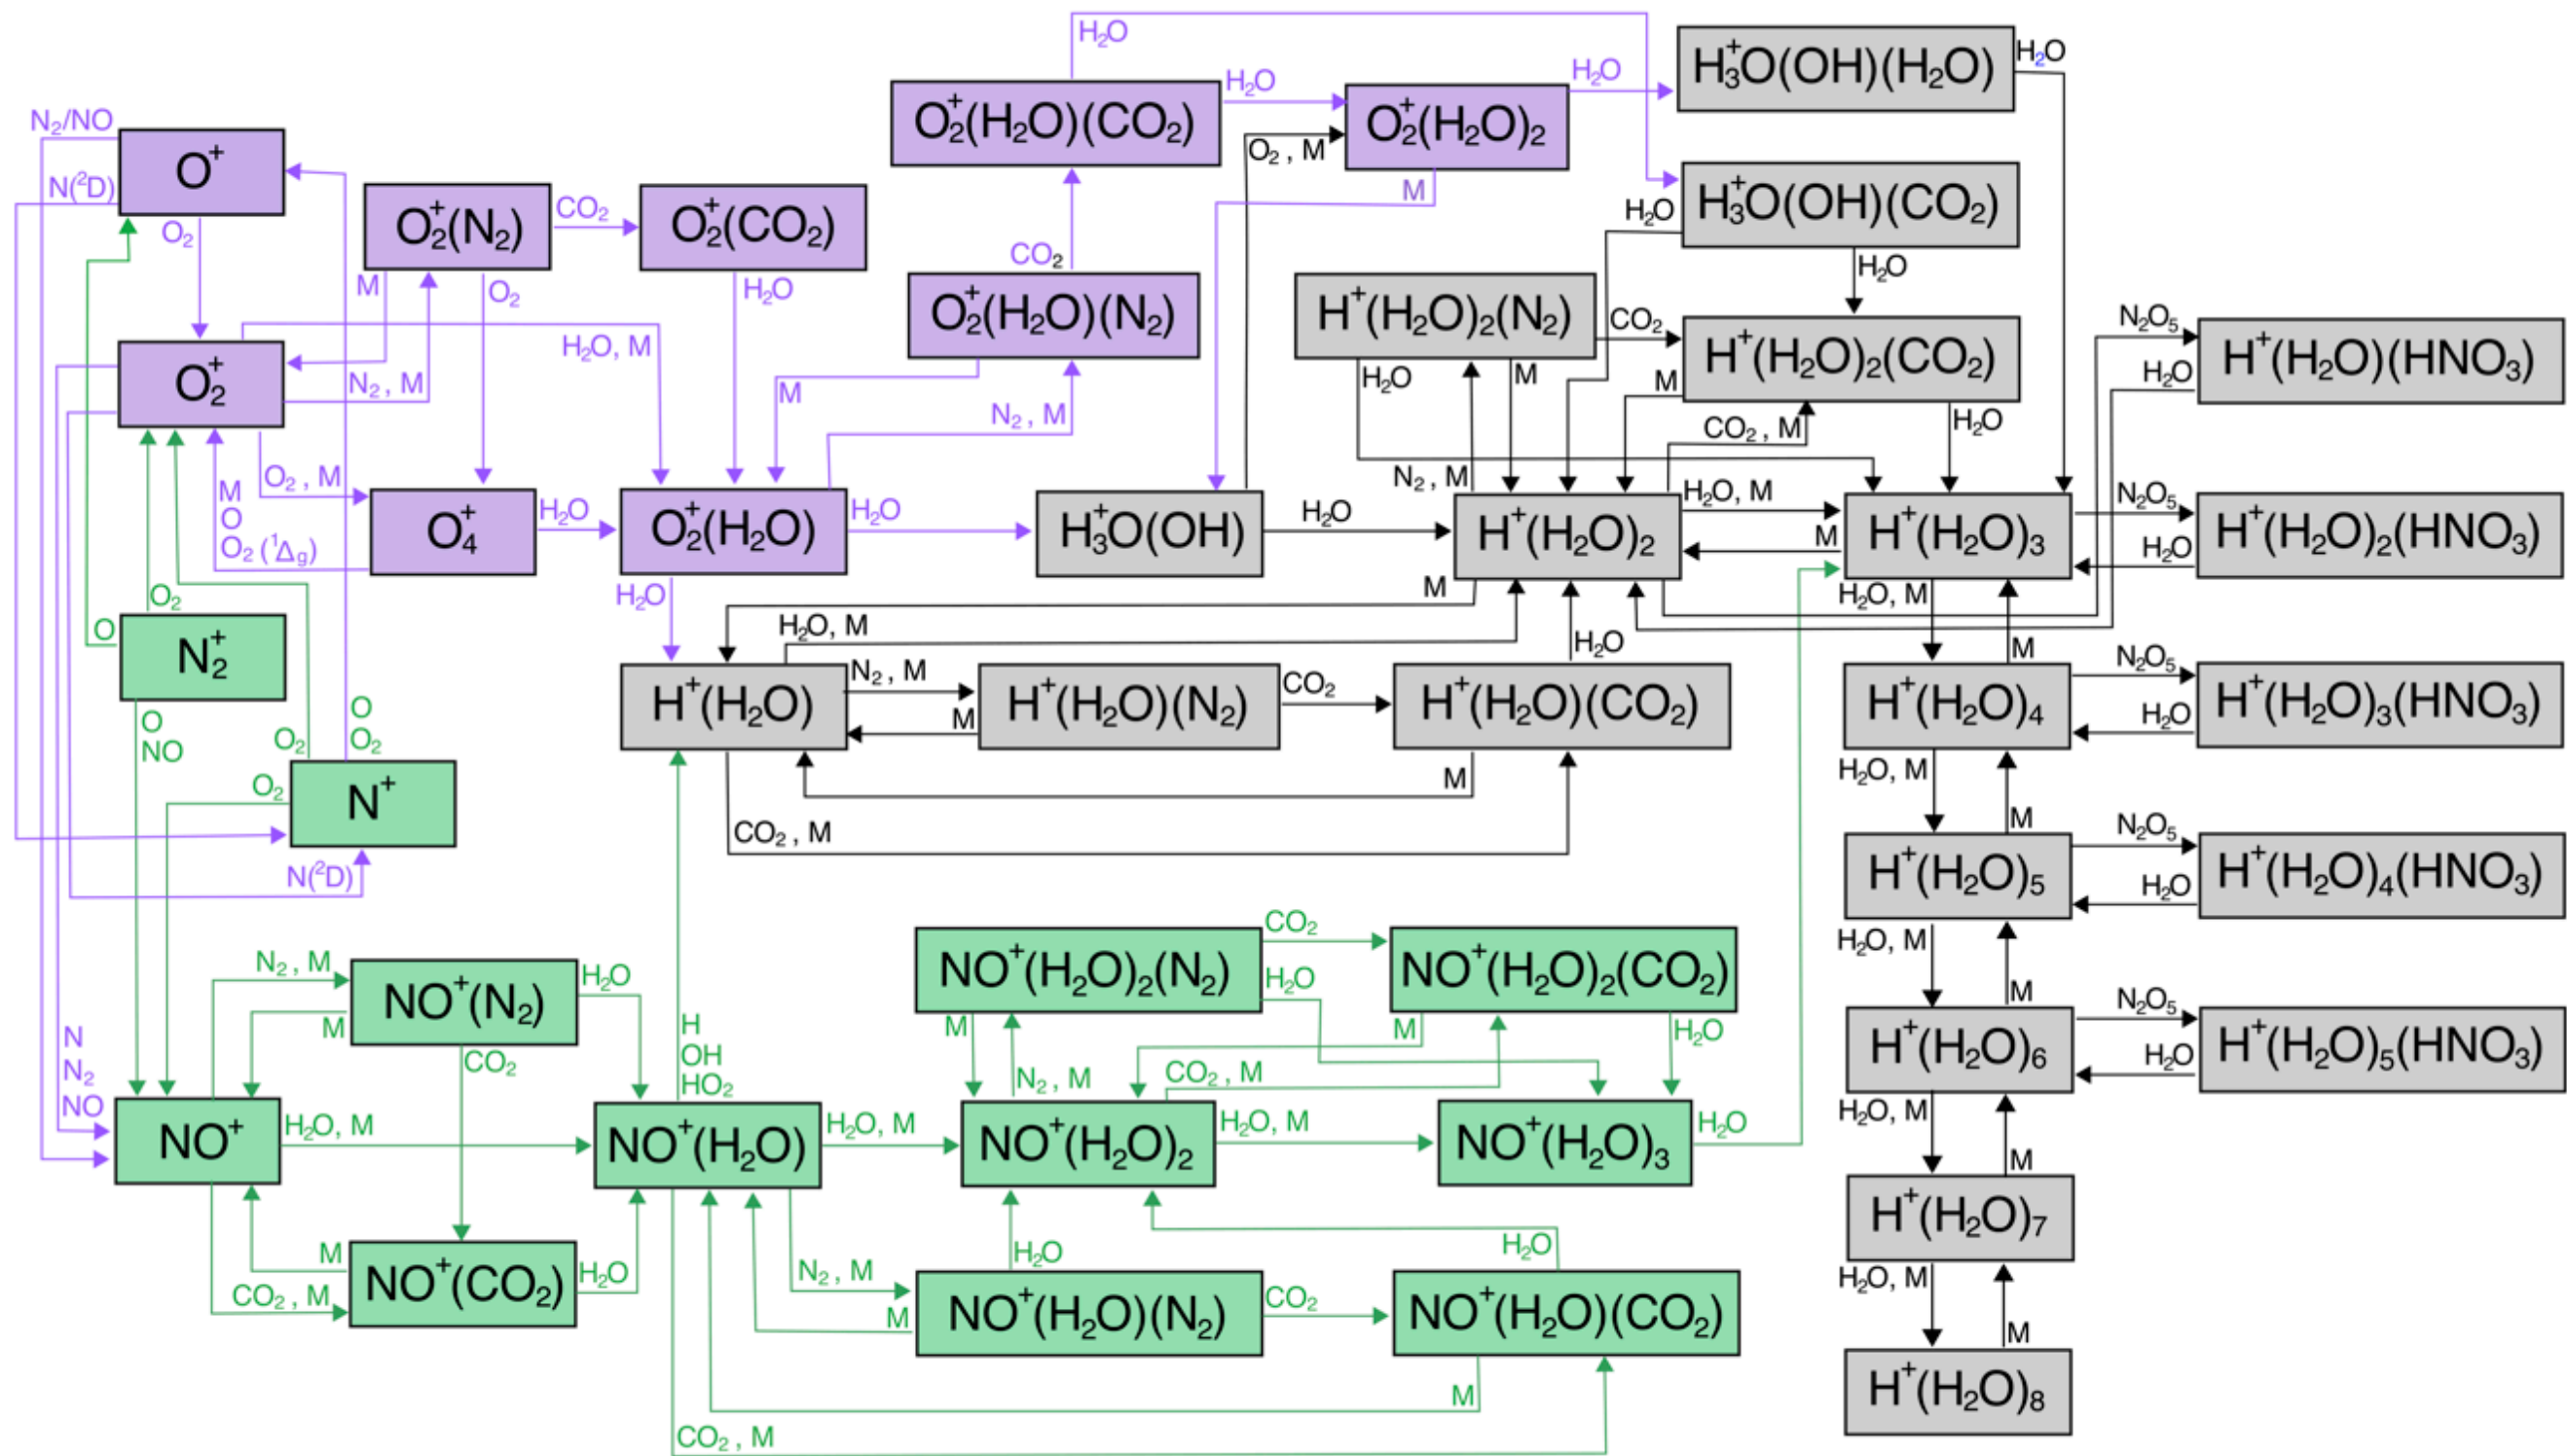 H₂O
H₃⁺O(OH)(H₂O)
H₂O
O₂⁺(H₂O)(CO₂)
H₂O
O₂⁺(H₂O)₂
H₂O
N₂/NO
O⁺
O₂, M
N(²D)
O₂⁺(N₂)
CO₂
O₂⁺(CO₂)
M
H₂O
H₃⁺O(OH)(CO₂)
O₂
CO₂
H₂O
M
O₂
H₂O
O₂⁺(H₂O)(N₂)
H⁺(H₂O)₂(N₂)
CO₂
H⁺(H₂O)₂(CO₂)
N₂O₅
H⁺(H₂O)(HNO₃)
H₂O
O₂⁺
N₂, M
H₂O, M
M
N₂, M
H₂O
M
M
CO₂, M
H₂O
N₂, M
O₂, M
M
O
O₂(¹Δg)
O₄⁺
H₂O
O₂⁺(H₂O)
H₂O
H₃⁺O(OH)
H₂O
H⁺(H₂O)₂
H₂O, M
M
H⁺(H₂O)₃
N₂O₅
H₂O
H⁺(H₂O)₂(HNO₃)
O₂
O
N₂⁺
H₂O
M
H₂O, M
H₂O
H₂O, M
M
H⁺(H₂O)
N₂, M
M
H⁺(H₂O)(N₂)
CO₂
H⁺(H₂O)(CO₂)
H⁺(H₂O)₄
N₂O₅
H₂O
H⁺(H₂O)₃(HNO₃)
O
NO
O₂
O
O₂
O₂
N⁺
M
CO₂, M
H₂O, M
M
N(²D)
H⁺(H₂O)₅
N₂O₅
H₂O
H⁺(H₂O)₄(HNO₃)
N₂, M
M
NO⁺(N₂)
H₂O
CO₂
H
OH
HO₂
NO⁺(H₂O)₂(N₂)
CO₂
H₂O
NO⁺(H₂O)₂(CO₂)
M
N₂, M
CO₂, M
M
H₂O
H₂O, M
M
H⁺(H₂O)₆
N₂O₅
H₂O
H⁺(H₂O)₅(HNO₃)
N
N₂
NO
NO⁺
H₂O, M
NO⁺(H₂O)
H₂O, M
NO⁺(H₂O)₂
H₂O, M
NO⁺(H₂O)₃
H₂O
H₂O, M
M
H⁺(H₂O)₇
M
CO₂, M
NO⁺(CO₂)
H₂O
N₂, M
M
H₂O
NO⁺(H₂O)(N₂)
CO₂
H₂O
NO⁺(H₂O)(CO₂)
H₂O, M
M
H⁺(H₂O)₈
M
CO₂, M